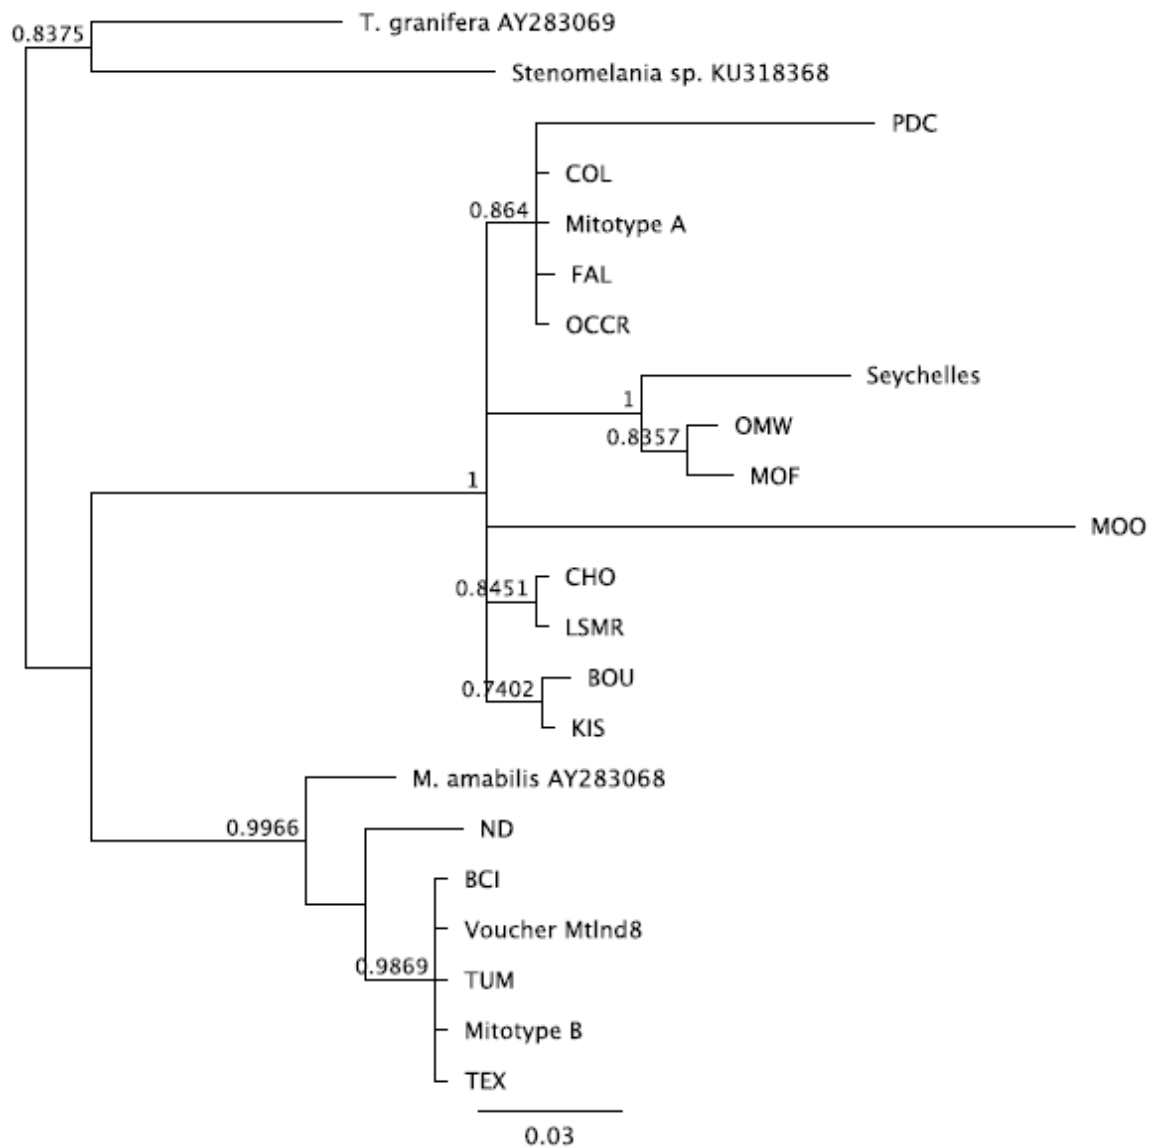 0.8375
T. granifera AY283069
Stenomelania sp. KU318368
PDC
COL
0.864
Mitotype A
FAL
OCCR
Seychelles
1
OMW
0.8357
MOF
1
MOO
CHO
0.8451
LSMR
BOU
0.7402
KIS
M. amabilis AY283068
0.9966
ND
BCI
Voucher MtInd8
0.9869
TUM
Mitotype B
TEX
0.03